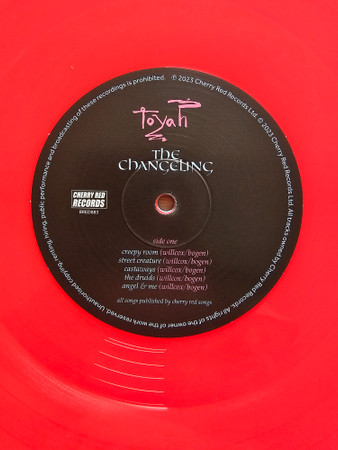 toyah
THE
CHANGELING
CHERRY RED
RECORDS
BRED881
side one
creepy room (willcox/bogen)
street creature (willcox/bogen)
castaways (willcox/bogen)
the druids (willcox/bogen)
angel & me (willcox/bogen)
all songs published by cherry red songs
℗ 2023 Cherry Red Records Ltd. © 2023 Cherry Red Records Ltd. All tracks owned by Cherry Red Records. All rights of the owner of the work reserved. Unauthorised copying, renting, hiring, public performance and broadcasting of these recordings is prohibited.